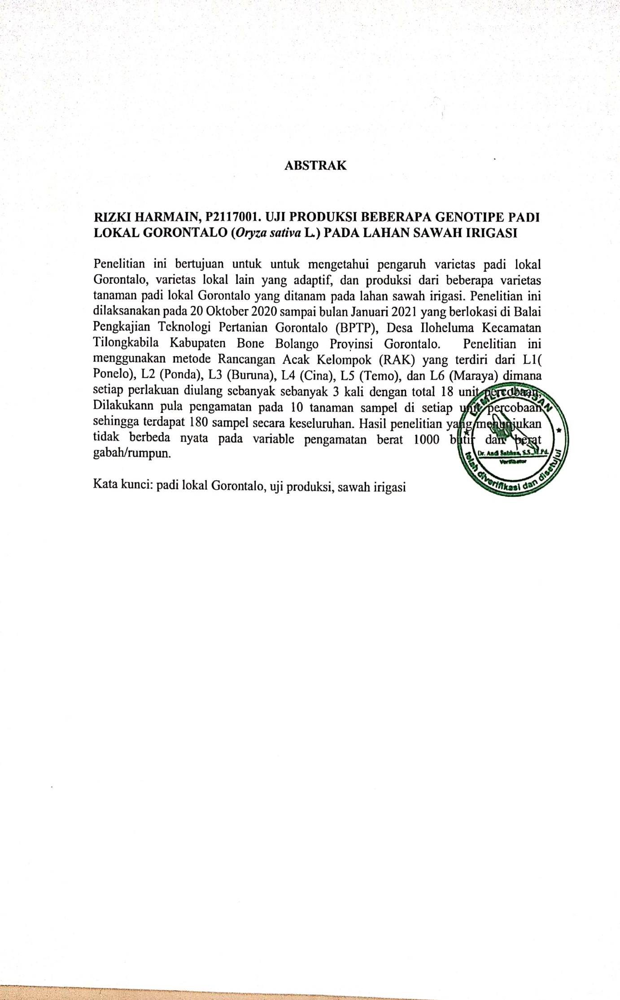 ABSTRAK
RIZKI HARMAIN, P2117001. UJI PRODUKSI BEBERAPA GENOTIPE PADI
LOKAL GORONTALO (Oryza sativa L.) PADA LAHAN SAWAH IRIGASI
Penelitian ini bertujuan untuk untuk mengetahui pengaruh varietas padi lokal
Gorontalo, varietas lokal lain yang adaptif, dan produksi dari beberapa varietas
tanaman padi lokal Gorontalo yang ditanam pada lahan sawah irigasi. Penelitian ini
dilaksanakan pada 20 Oktober 2020 sampai bulan Januari 2021 yang berlokasi di Balai
Pengkajian Teknologi Pertanian Gorontalo (BPTP), Desa Iloheluma Kecamatan
Tilongkabila Kabupaten Bone Bolango Provinsi Gorontalo. Penelitian ini
menggunakan metode Rancangan Acak Kelompok (RAK) yang terdiri dari L1(
Ponelo), L2 (Ponda), L3 (Buruna), L4 (Cina), L5 (Temo), dan L6 (Maraya) dimana
setiap perlakuan diulang sebanyak sebanyak 3 kali dengan total 18 unit percobaan,
Dilakukann pula pengamatan pada 10 tanaman sampel di setiap unit percobaan
sehingga terdapat 180 sampel secara keseluruhan. Hasil penelitian yang menunjukan
tidak berbeda nyata pada variable pengamatan berat 1000 butir dan berat
gabah/rumpun.
Kata kunci: padi lokal Gorontalo, uji produksi, sawah irigasi
Dr. Andi S.S., M.Pd.
Verifikator
telah diverifikasi dan disetujui